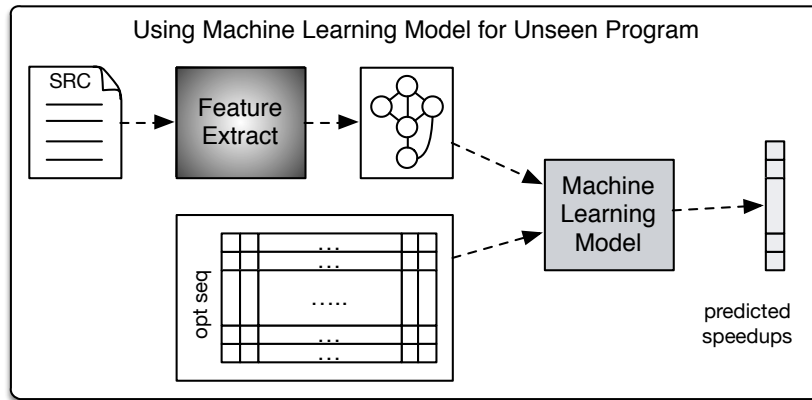 Using Machine Learning Model for Unseen Program
SRC
Feature
Extract
Machine
Learning
Model
opt seq
...
...
.....
...
...
predicted
speedups